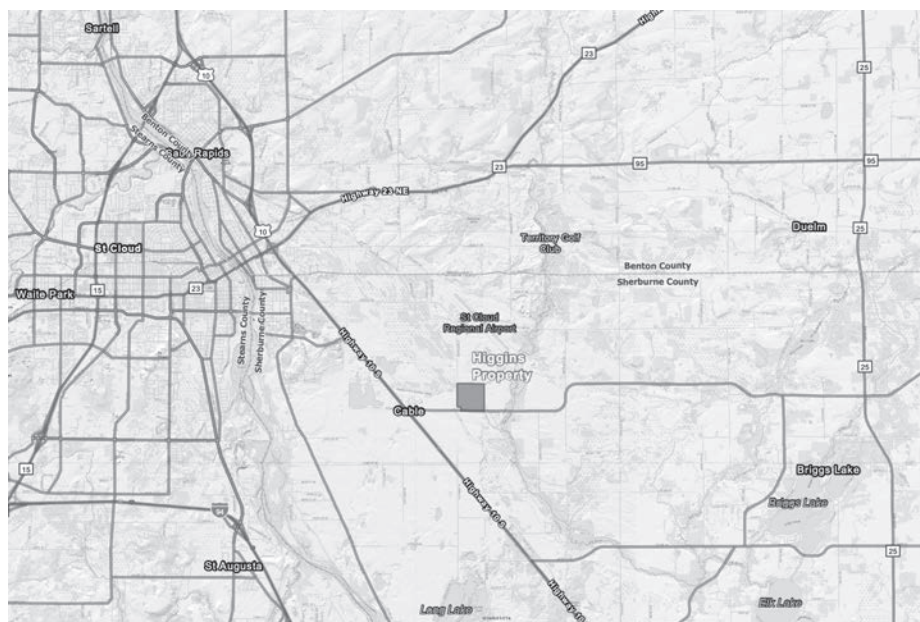 Sartell
10
23
25
Benton County
Stearns County
Sauk Rapids
23
95
95
Highway 23 NE
10
Duelm
25
St Cloud
Territory Golf
Club
Benton County
Sherburne County
Waite Park
15
23
Stearns County
Sherburne County
St Cloud
Regional Airport
Highway 10 S
Higgins
Property
25
Cable
15
Briggs Lake
Highway 10 S
Briggs Lake
94
25
St Augusta
Highway 10
Long Lake
Elk Lake